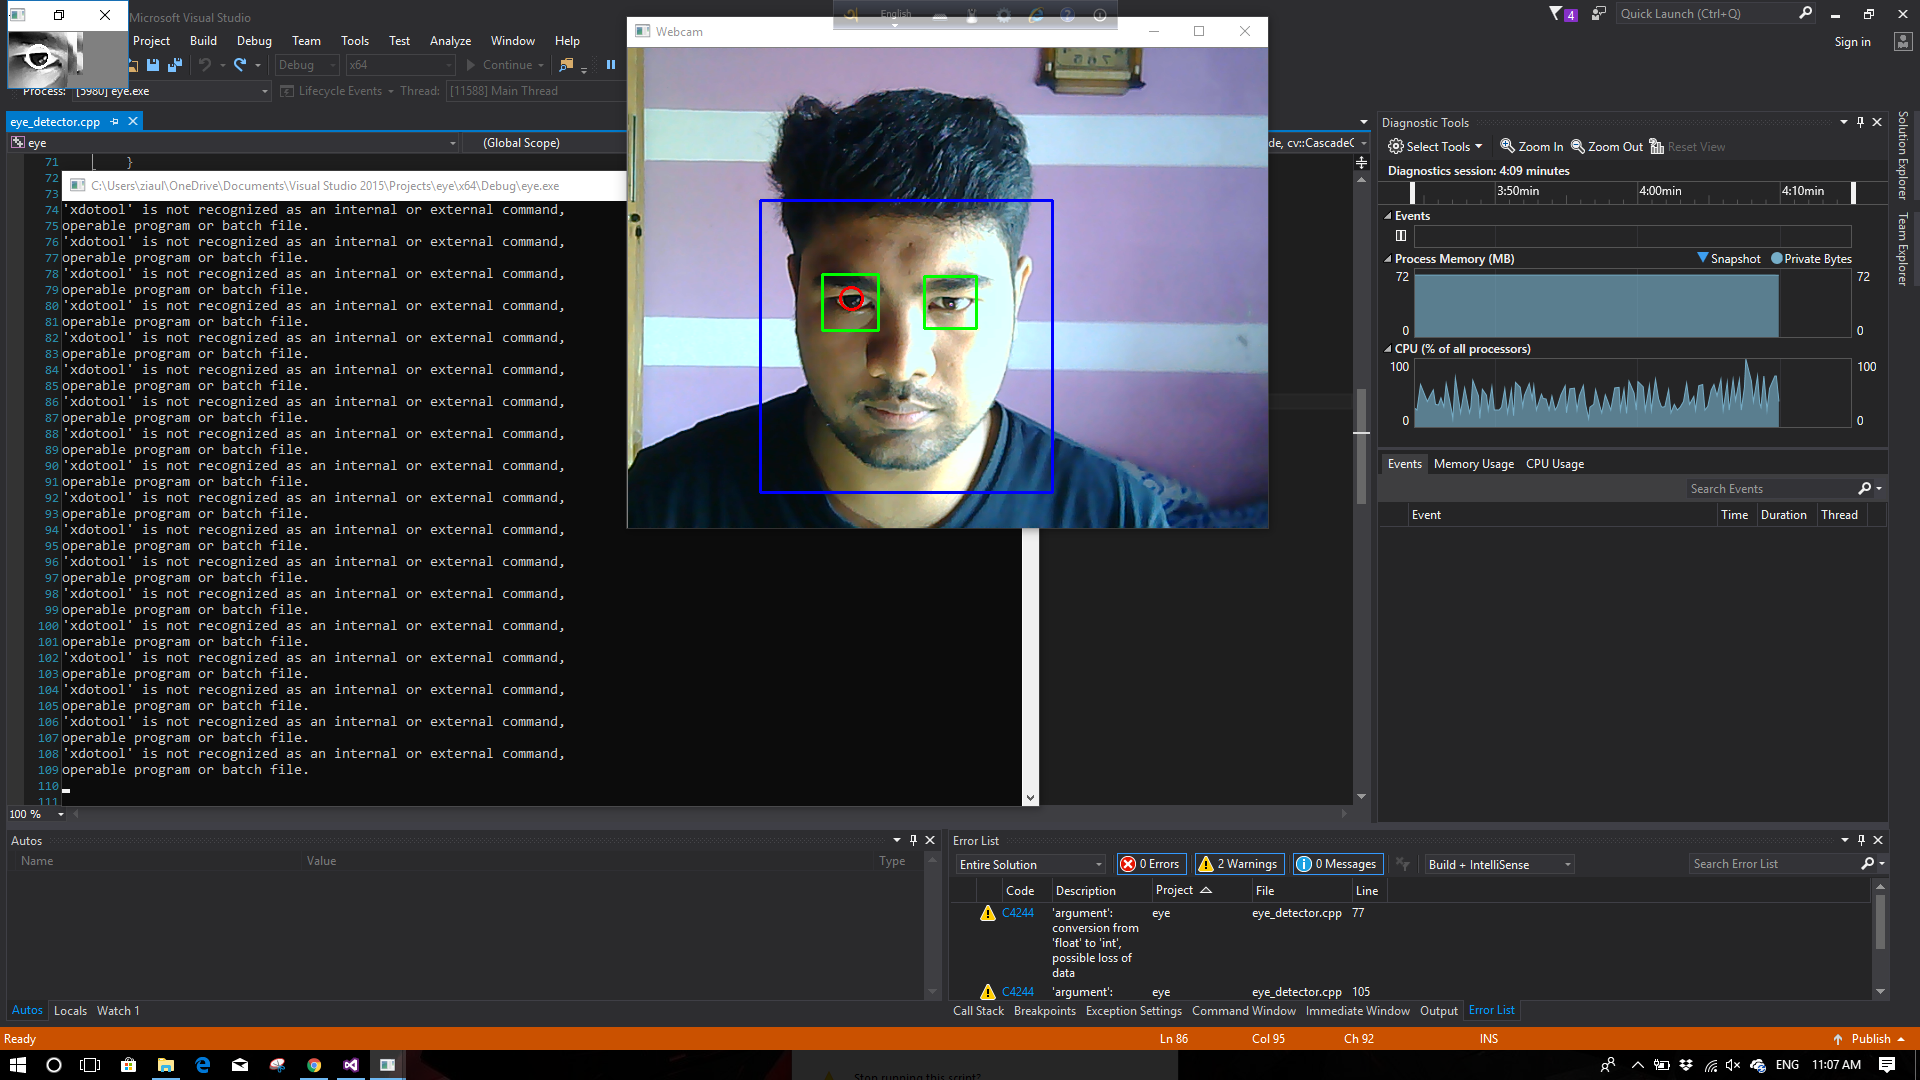 Microsoft Visual Studio
English
4
Quick Launch (Ctrl+Q)
Project Build Debug Team Tools Test Analyze Window Help
Sign in
Debug x64 Continue
Process: [5980] eye.exe Lifecycle Events Thread: [11588] Main Thread
Webcam
eye_detector.cpp
eye (Global Scope) de, cv::CascadeC
71 }
72
C:\Users\ziaul\OneDrive\Documents\Visual Studio 2015\Projects\eye\x64\Debug\eye.exe
73
74 'xdotool' is not recognized as an internal or external command,
75 operable program or batch file.
76 'xdotool' is not recognized as an internal or external command,
77 operable program or batch file.
78 'xdotool' is not recognized as an internal or external command,
79 operable program or batch file.
80 'xdotool' is not recognized as an internal or external command,
81 operable program or batch file.
82 'xdotool' is not recognized as an internal or external command,
83 operable program or batch file.
84 'xdotool' is not recognized as an internal or external command,
85 operable program or batch file.
86 'xdotool' is not recognized as an internal or external command,
87 operable program or batch file.
88 'xdotool' is not recognized as an internal or external command,
89 operable program or batch file.
90 'xdotool' is not recognized as an internal or external command,
91 operable program or batch file.
92 'xdotool' is not recognized as an internal or external command,
93 operable program or batch file.
94 'xdotool' is not recognized as an internal or external command,
95 operable program or batch file.
96 'xdotool' is not recognized as an internal or external command,
97 operable program or batch file.
98 'xdotool' is not recognized as an internal or external command,
99 operable program or batch file.
100 'xdotool' is not recognized as an internal or external command,
101 operable program or batch file.
102 'xdotool' is not recognized as an internal or external command,
103 operable program or batch file.
104 'xdotool' is not recognized as an internal or external command,
105 operable program or batch file.
106 'xdotool' is not recognized as an internal or external command,
107 operable program or batch file.
108 'xdotool' is not recognized as an internal or external command,
109 operable program or batch file.
110
111
100 %
Diagnostic Tools
Select Tools Zoom In Zoom Out Reset View
Diagnostics session: 4:09 minutes
3:50min 4:00min 4:10min
Events
Process Memory (MB) Snapshot Private Bytes
72 72
0 0
CPU (% of all processors)
100 100
0 0
Events Memory Usage CPU Usage
Search Events
Event Time Duration Thread
Solution Explorer
Team Explorer
Autos
Name Value Type
Autos Locals Watch 1
Error List
Entire Solution 0 Errors 2 Warnings 0 Messages Build + IntelliSense Search Error List
Code Description Project File Line
C4244 'argument': eye eye_detector.cpp 77
conversion from
'float' to 'int',
possible loss of
data
C4244 'argument': eye eye_detector.cpp 105
Call Stack Breakpoints Exception Settings Command Window Immediate Window Output Error List
Ready Ln 86 Col 95 Ch 92 INS Publish
Stop running this script?
ENG 11:07 AM